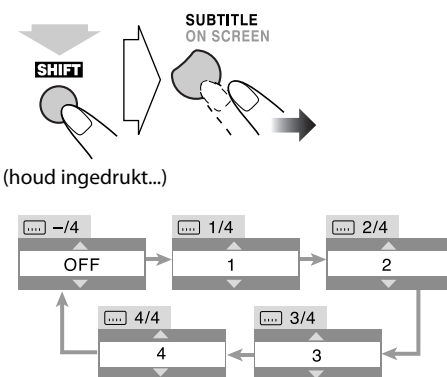 SUBTITLE
ON SCREEN
SHIFT
(houd ingedrukt...)
–/4
1/4
2/4
OFF
1
2
4/4
3/4
4
3